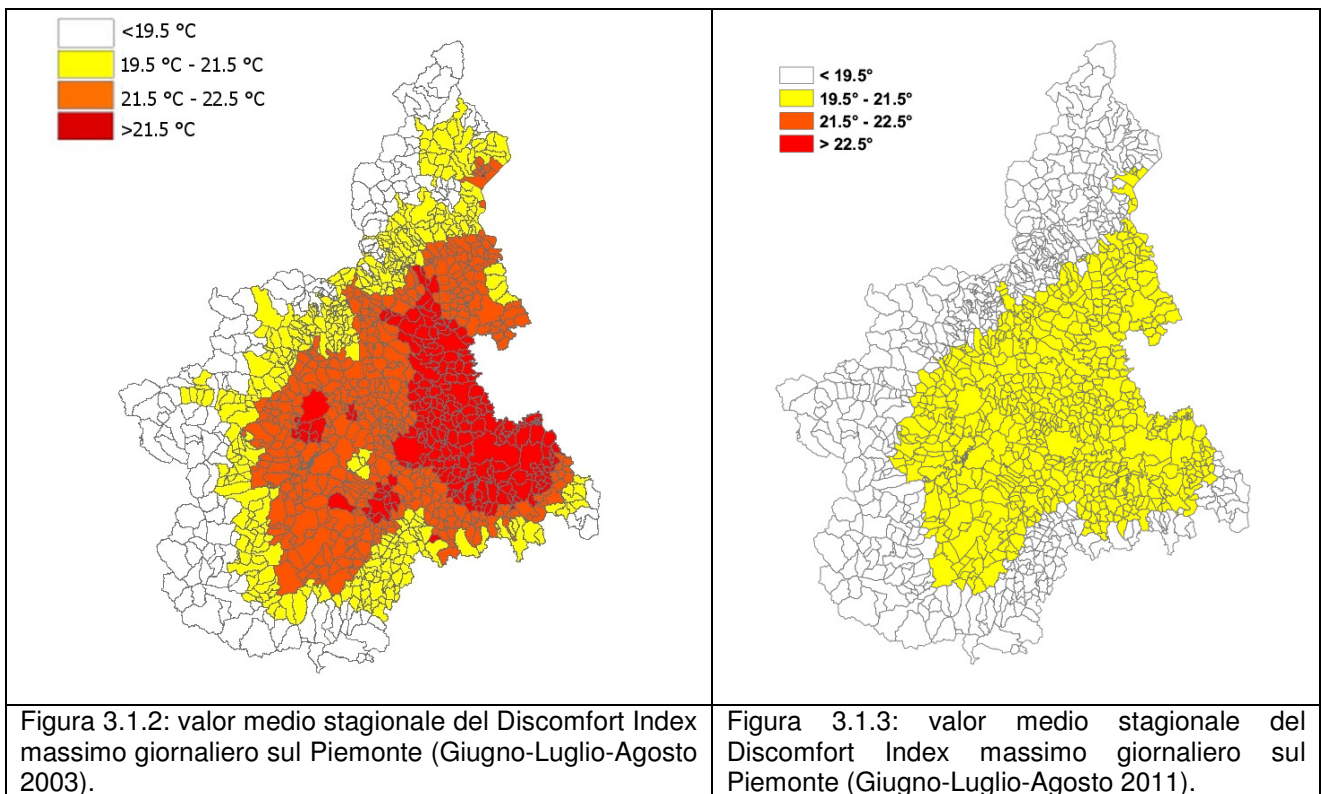 <19.5 °C
19.5 °C - 21.5 °C
21.5 °C - 22.5 °C
>21.5 °C
< 19.5°
19.5° - 21.5°
21.5° - 22.5°
> 22.5°
Figura 3.1.2: valor medio stagionale del Discomfort Index
massimo giornaliero sul Piemonte (Giugno-Luglio-Agosto
2003).
Figura 3.1.3: valor medio stagionale del
Discomfort Index massimo giornaliero sul
Piemonte (Giugno-Luglio-Agosto 2011).